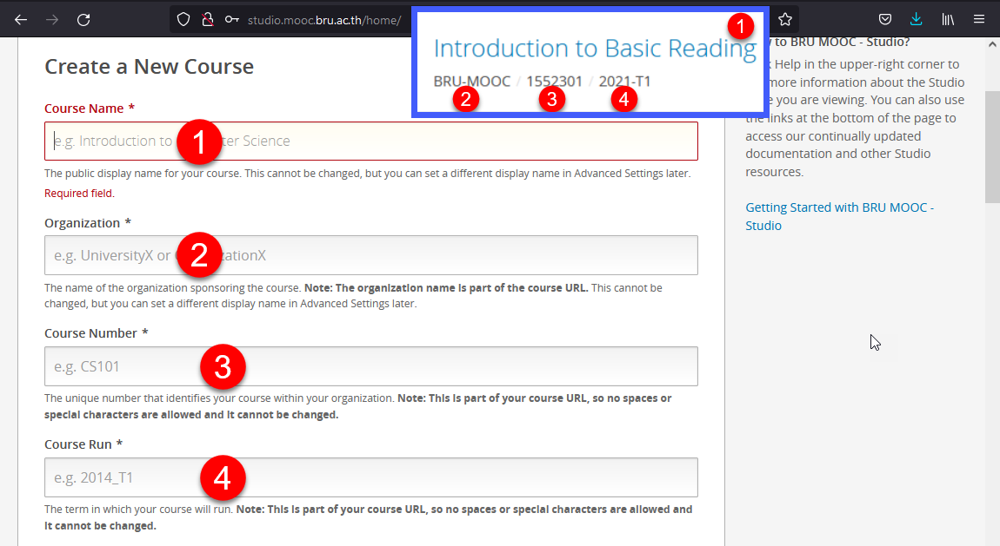 studio.mooc.bru.ac.th/home/
1
Introduction to Basic Reading
BRU-MOOC / 1552301 / 2021-T1
2
3
4
Create a New Course
Course Name *
e.g. Introduction to ter Science
1
The public display name for your course. This cannot be changed, but you can set a different display name in Advanced Settings later.
Required field.
Organization *
e.g. UniversityX or zationX
2
The name of the organization sponsoring the course. Note: The organization name is part of the course URL. This cannot be
changed, but you can set a different display name in Advanced Settings later.
Course Number *
e.g. CS101
3
The unique number that identifies your course within your organization. Note: This is part of your course URL, so no spaces or
special characters are allowed and it cannot be changed.
Course Run *
e.g. 2014_T1
4
The term in which your course will run. Note: This is part of your course URL, so no spaces or special characters are allowed and
it cannot be changed.
to BRU MOOC - Studio?
Help in the upper-right corner to
more information about the Studio
you are viewing. You can also use
the links at the bottom of the page to
access our continually updated
documentation and other Studio
resources.
Getting Started with BRU MOOC -
Studio